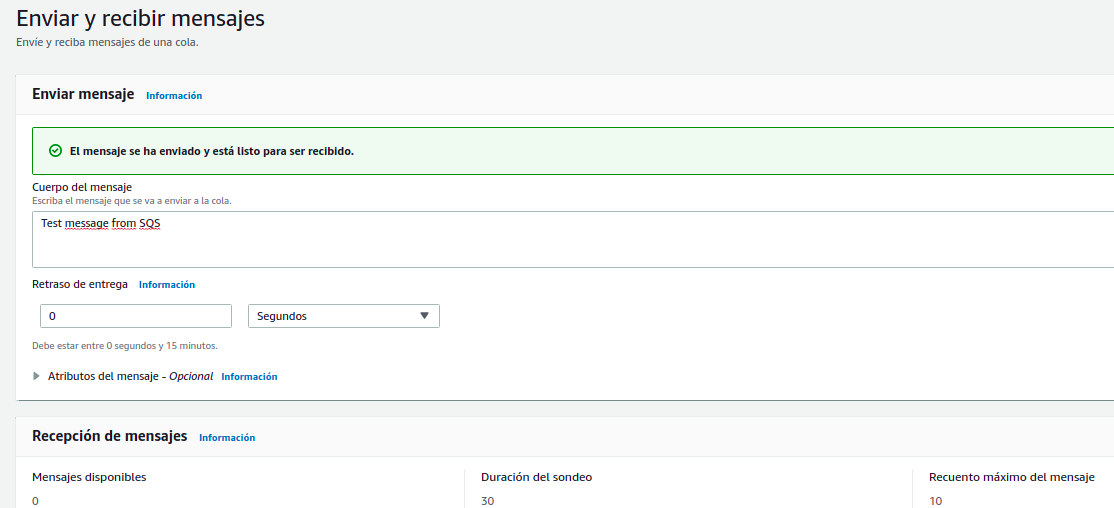 Enviar y recibir mensajes
Envíe y reciba mensajes de una cola.
Enviar mensaje Información
El mensaje se ha enviado y está listo para ser recibido.
Cuerpo del mensaje
Escriba el mensaje que se va a enviar a la cola.
Test message from SQS
Retraso de entrega Información
0 Segundos
Debe estar entre 0 segundos y 15 minutos.
Atributos del mensaje - Opcional Información
Recepción de mensajes Información
Mensajes disponibles Duración del sondeo Recuento máximo del mensaje
0 30 10